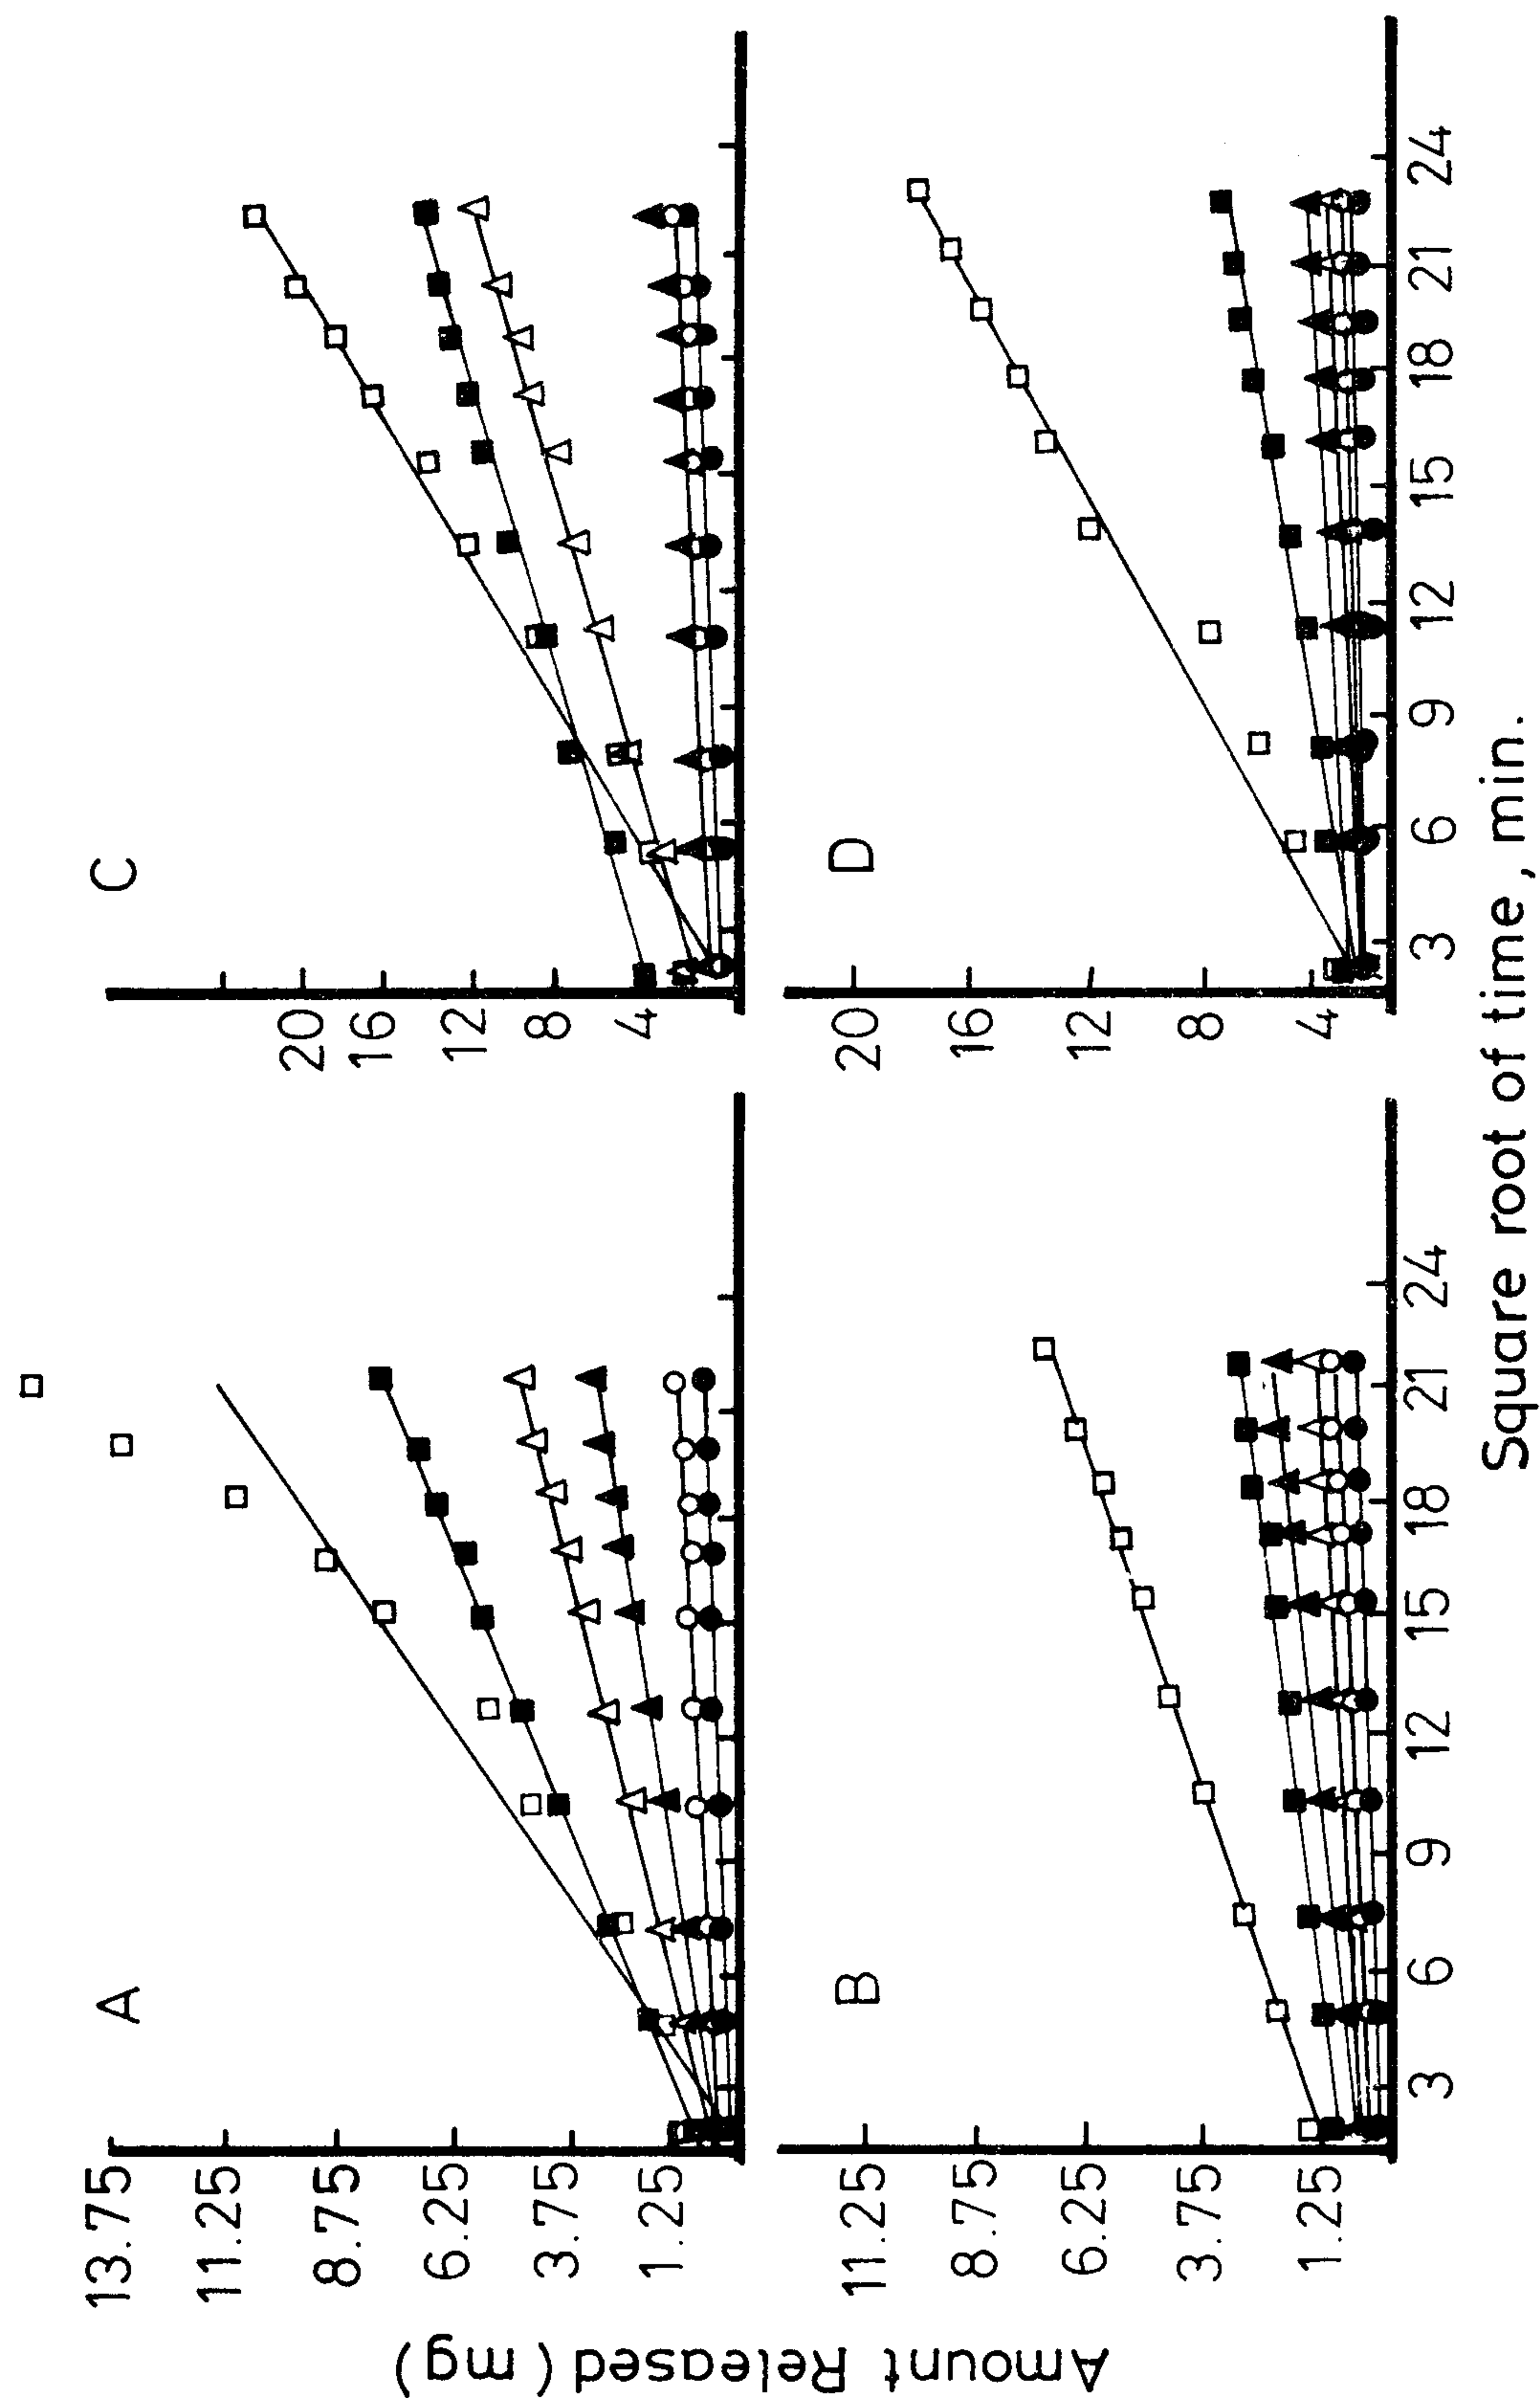 A
13.75
11.25
8.75
6.25
3.75
1.25
C
20
16
12
8
4
B
11.25
8.75
6.25
3.75
1.25
3 6 9 12 15 18 21 24
D
20
16
12
8
4
3 6 9 12 15 18 21 24
Amount Released (mg)
Square root of time, min.